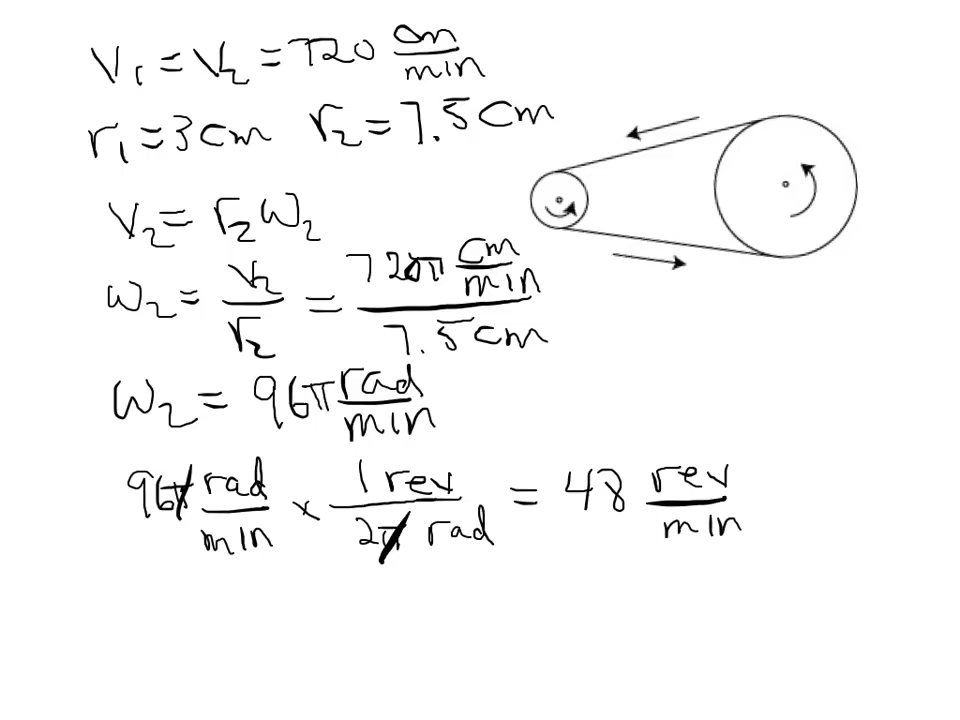 V₁ = V₂ = 720 cm/min
r₁ = 3 cm r₂ = 7.5 cm
V₂ = r₂ω₂
ω₂ = V₂/r₂ = 720π cm/min / 7.5 cm
ω₂ = 96π rad/min
96π rad/min × 1 rev/2π rad = 48 rev/min